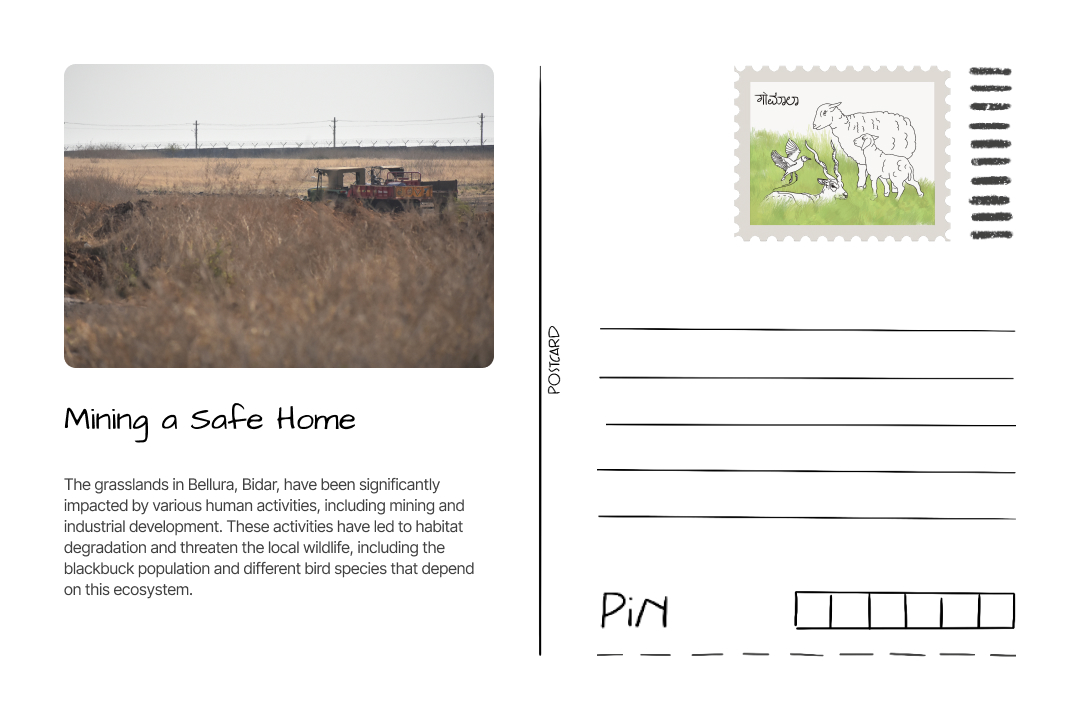 ಗೋಮಾಲಾ
POSTCARD
Mining a Safe Home
The grasslands in Bellura, Bidar, have been significantly
impacted by various human activities, including mining and
industrial development. These activities have led to habitat
degradation and threaten the local wildlife, including the
blackbuck population and different bird species that depend
on this ecosystem.
PiN